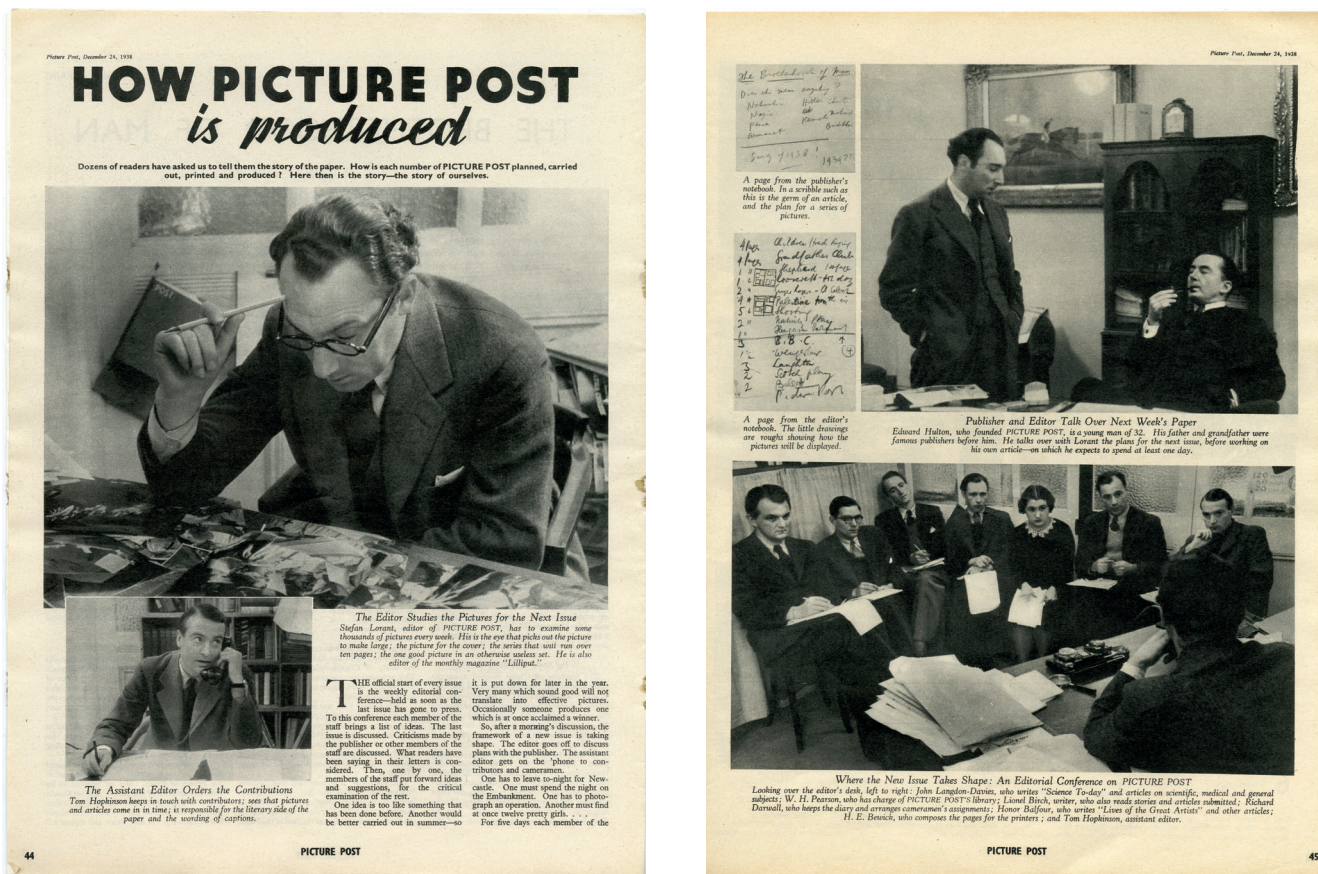 Picture Post, December 24, 1938
HOW PICTURE POST
is produced
Dozens of readers have asked us to tell them the story of the paper. How is each number of PICTURE POST planned, carried
out, printed and produced ? Here then is the story—the story of ourselves.
POST
The Editor Studies the Pictures for the Next Issue
Stefan Lorant, editor of PICTURE POST, has to examine some
thousands of pictures every week. His is the eye that picks out the picture
to make large ; the picture for the cover ; the series that will run over
ten pages ; the one good picture in an otherwise useless set. He is also
editor of the monthly magazine "Lilliput."
The Assistant Editor Orders the Contributions
Tom Hopkinson keeps in touch with contributors ; sees that pictures
and articles come in in time ; is responsible for the literary side of the
paper and the wording of captions.
THE official start of every issue
is the weekly editorial con-
ference—held as soon as the
last issue has gone to press.
To this conference each member of the
staff brings a list of ideas. The last
issue is discussed. Criticisms made by
the publisher or other members of the
staff are discussed. What readers have
been saying in their letters is con-
sidered. Then, one by one, the
members of the staff put forward ideas
and suggestions, for the critical
examination of the rest.
One idea is too like something that
has been done before. Another would
be better carried out in summer—so
it is put down for later in the year.
Very many which sound good will not
translate into effective pictures.
Occasionally someone produces one
which is at once acclaimed a winner.
So, after a morning's discussion, the
framework of a new issue is taking
shape. The editor goes off to discuss
plans with the publisher. The assistant
editor gets on the 'phone to con-
tributors and cameramen.
One has to leave to-night for New-
castle. One must spend the night on
the Embankment. One has to photo-
graph an operation. Another must find
at once twelve pretty girls. . . .
For five days each member of the
44
PICTURE POST
Picture Post, December 24, 1938
The Brotherhood of Man
A page from the publisher's
notebook. In a scribble such as
this is the germ of an article,
and the plan for a series of
pictures.
4 pages
4 pages Grandfather Clubs
Shepherd
Palestine
Shooting
B.B.C.
A page from the editor's
notebook. The little drawings
are roughs showing how the
pictures will be displayed.
Publisher and Editor Talk Over Next Week's Paper
Edward Hulton, who founded PICTURE POST, is a young man of 32. His father and grandfather were
famous publishers before him. He talks over with Lorant the plans for the next issue, before working on
his own article—on which he expects to spend at least one day.
Where the New Issue Takes Shape : An Editorial Conference on PICTURE POST
Looking over the editor's desk, left to right : John Langdon-Davies, who writes "Science To-day" and articles on scientific, medical and general
subjects ; W. H. Pearson, who has charge of PICTURE POST'S library ; Lionel Birch, writer, who also reads stories and articles submitted ; Richard
Darwall, who keeps the diary and arranges cameramen's assignments ; Honor Balfour, who writes "Lives of the Great Artists" and other articles ;
H. E. Bewick, who composes the pages for the printers ; and Tom Hopkinson, assistant editor.
PICTURE POST
45